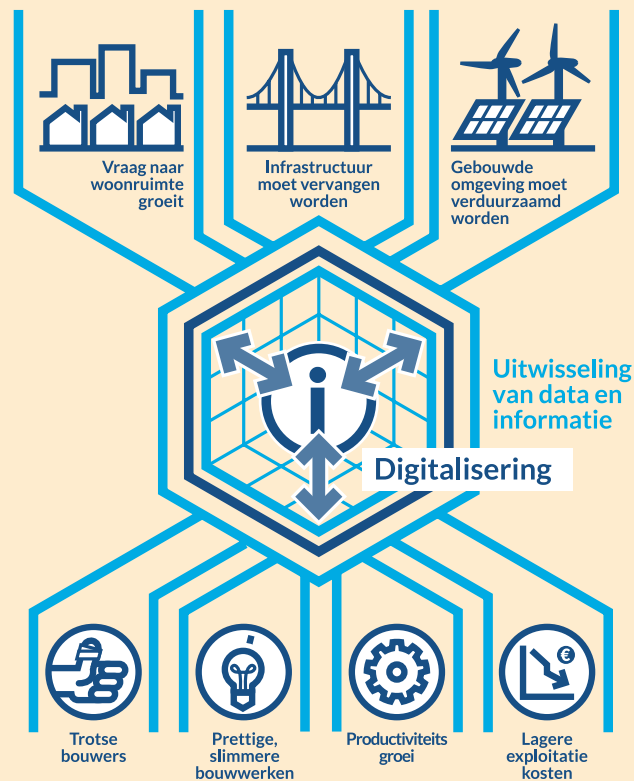 Vraag naar
woonruimte
groeit
Infrastructuur
moet vervangen
worden
Gebouwde
omgeving moet
verduurzaamd
worden
Uitwisseling
van data en
informatie
i
Digitalisering
€
Trotse
bouwers
Prettige,
slimmere
bouwwerken
Productiviteits
groei
Lagere
exploitatie
kosten